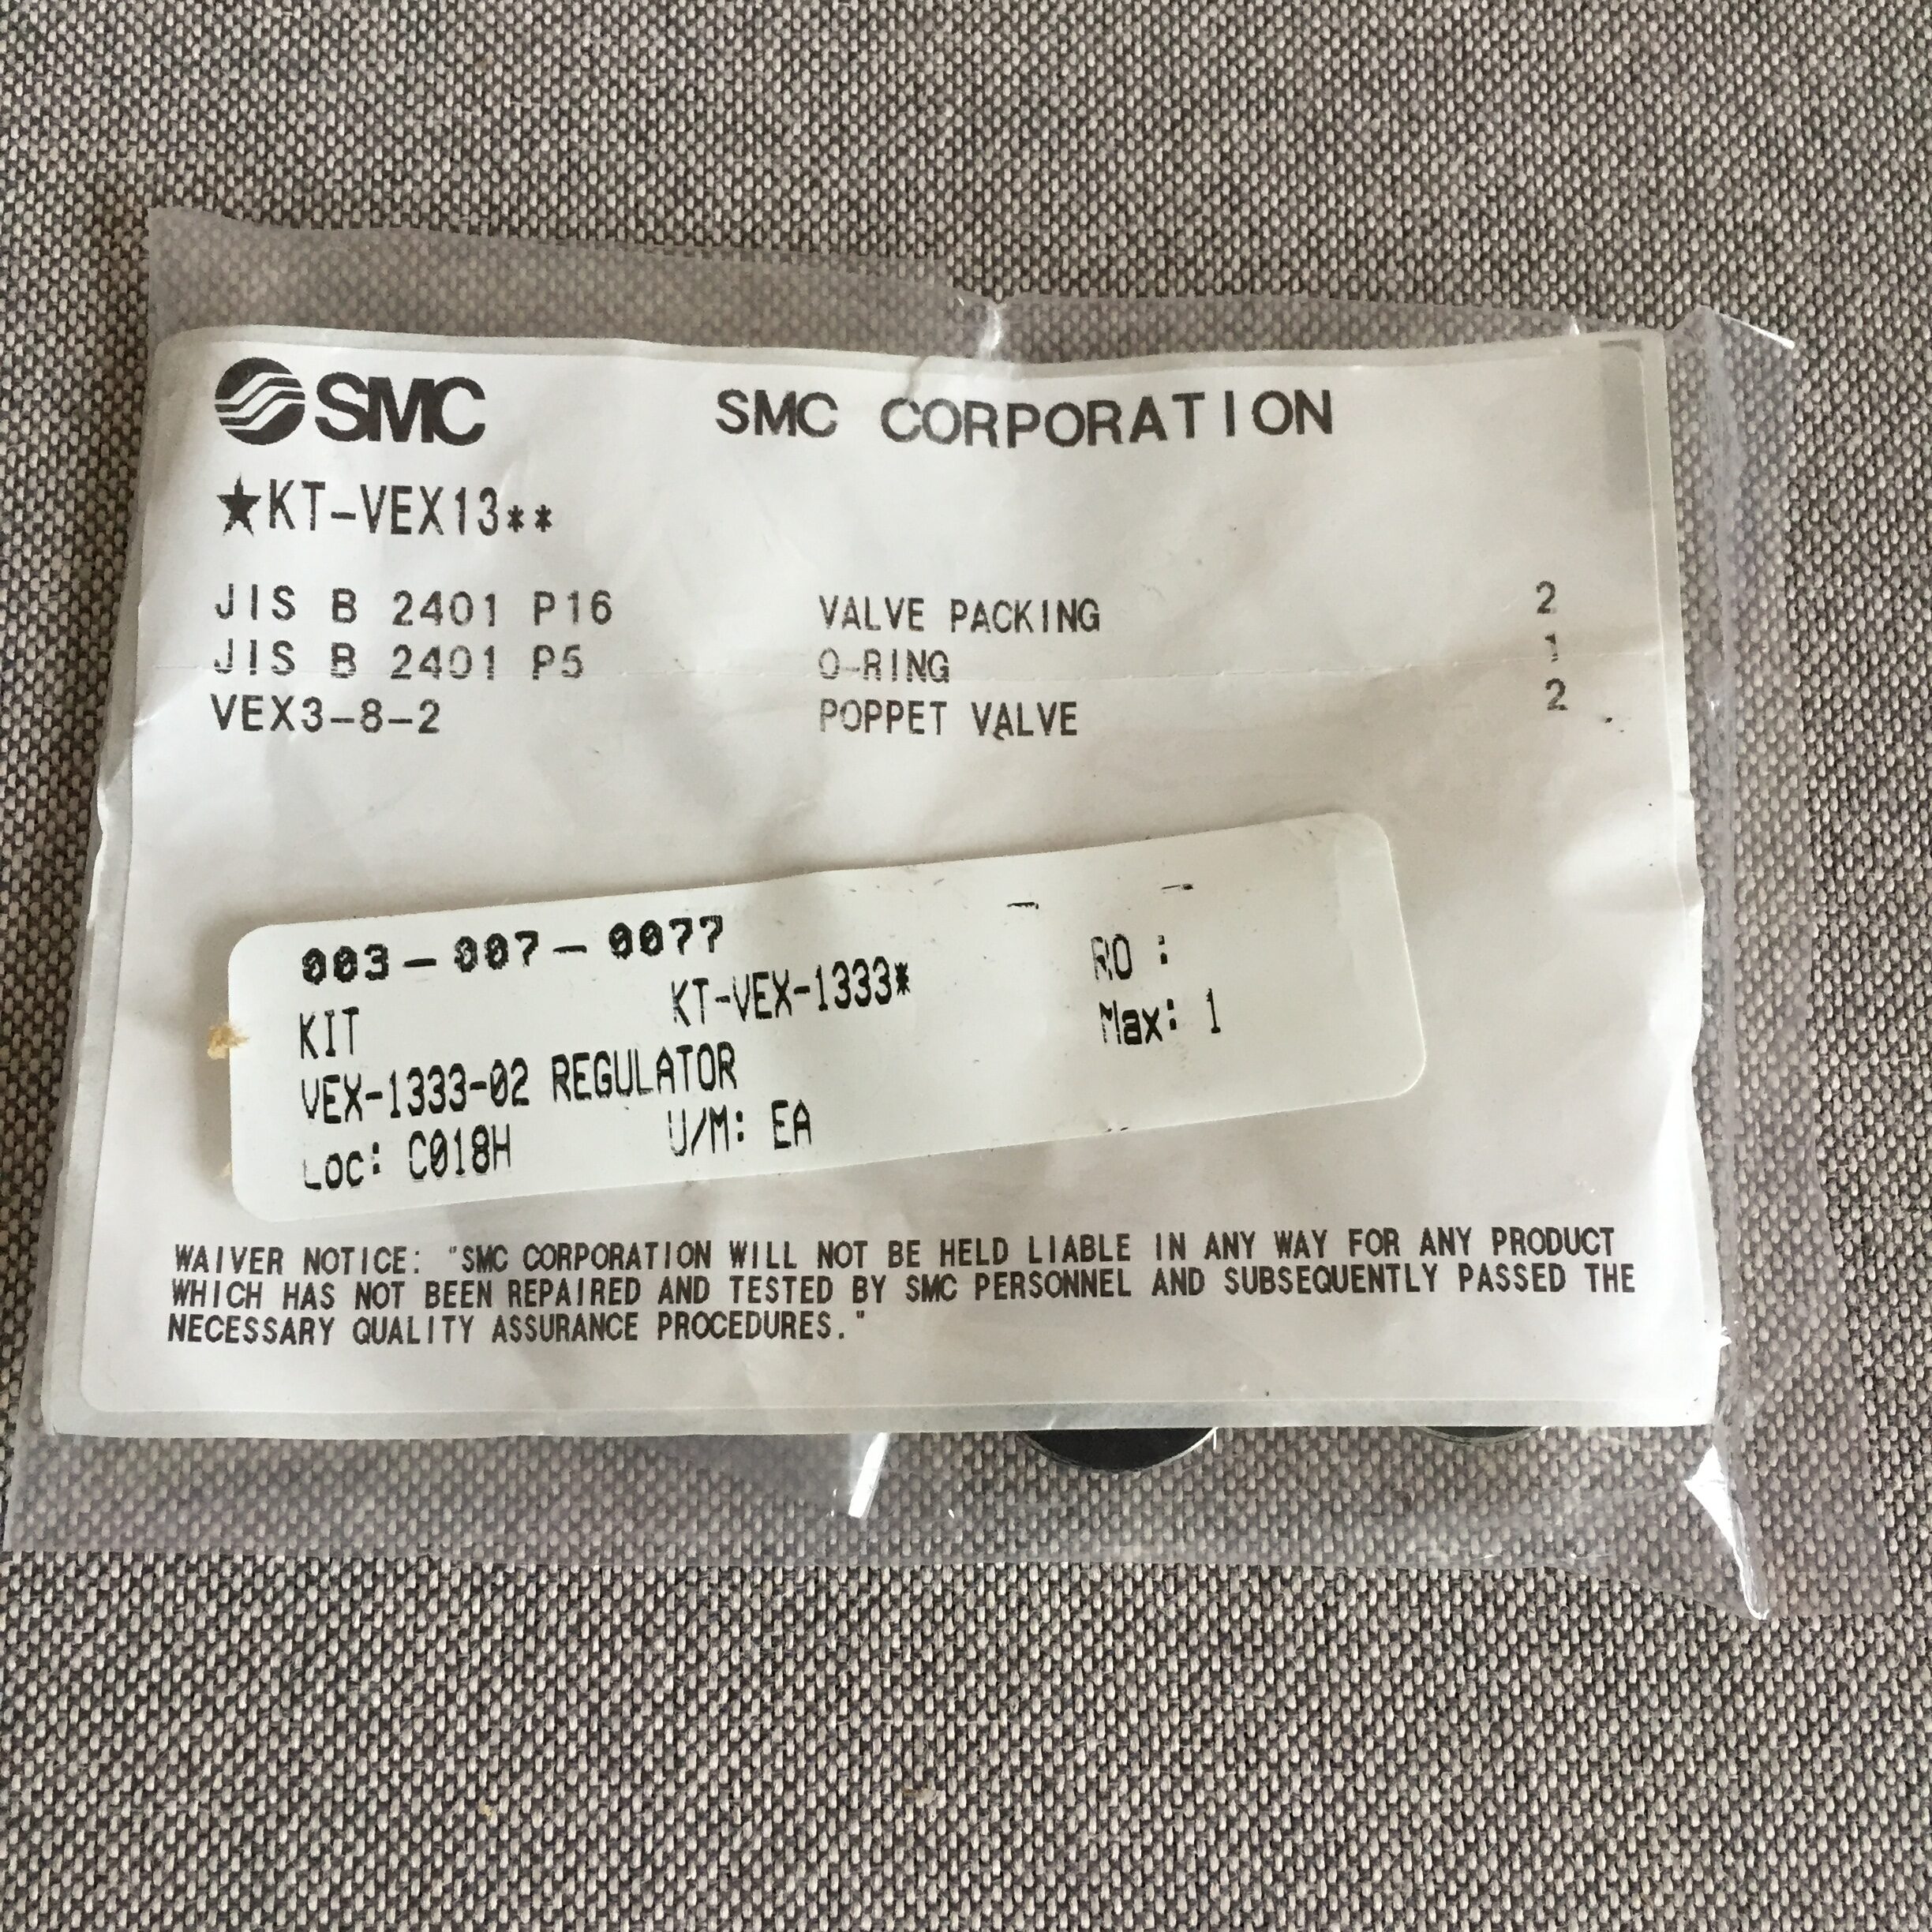 SMC SMC CORPORATION
★KT-VEX13**
JIS B 2401 P16 VALVE PACKING 2
JIS B 2401 P5 O-RING 1
VEX3-8-2 POPPET VALVE 2
003-007-0077
KIT KT-VEX-1333* RO :
VEX-1333-02 REGULATOR Max: 1
Loc: C018H U/M: EA
WAIVER NOTICE: "SMC CORPORATION WILL NOT BE HELD LIABLE IN ANY WAY FOR ANY PRODUCT
WHICH HAS NOT BEEN REPAIRED AND TESTED BY SMC PERSONNEL AND SUBSEQUENTLY PASSED THE
NECESSARY QUALITY ASSURANCE PROCEDURES."